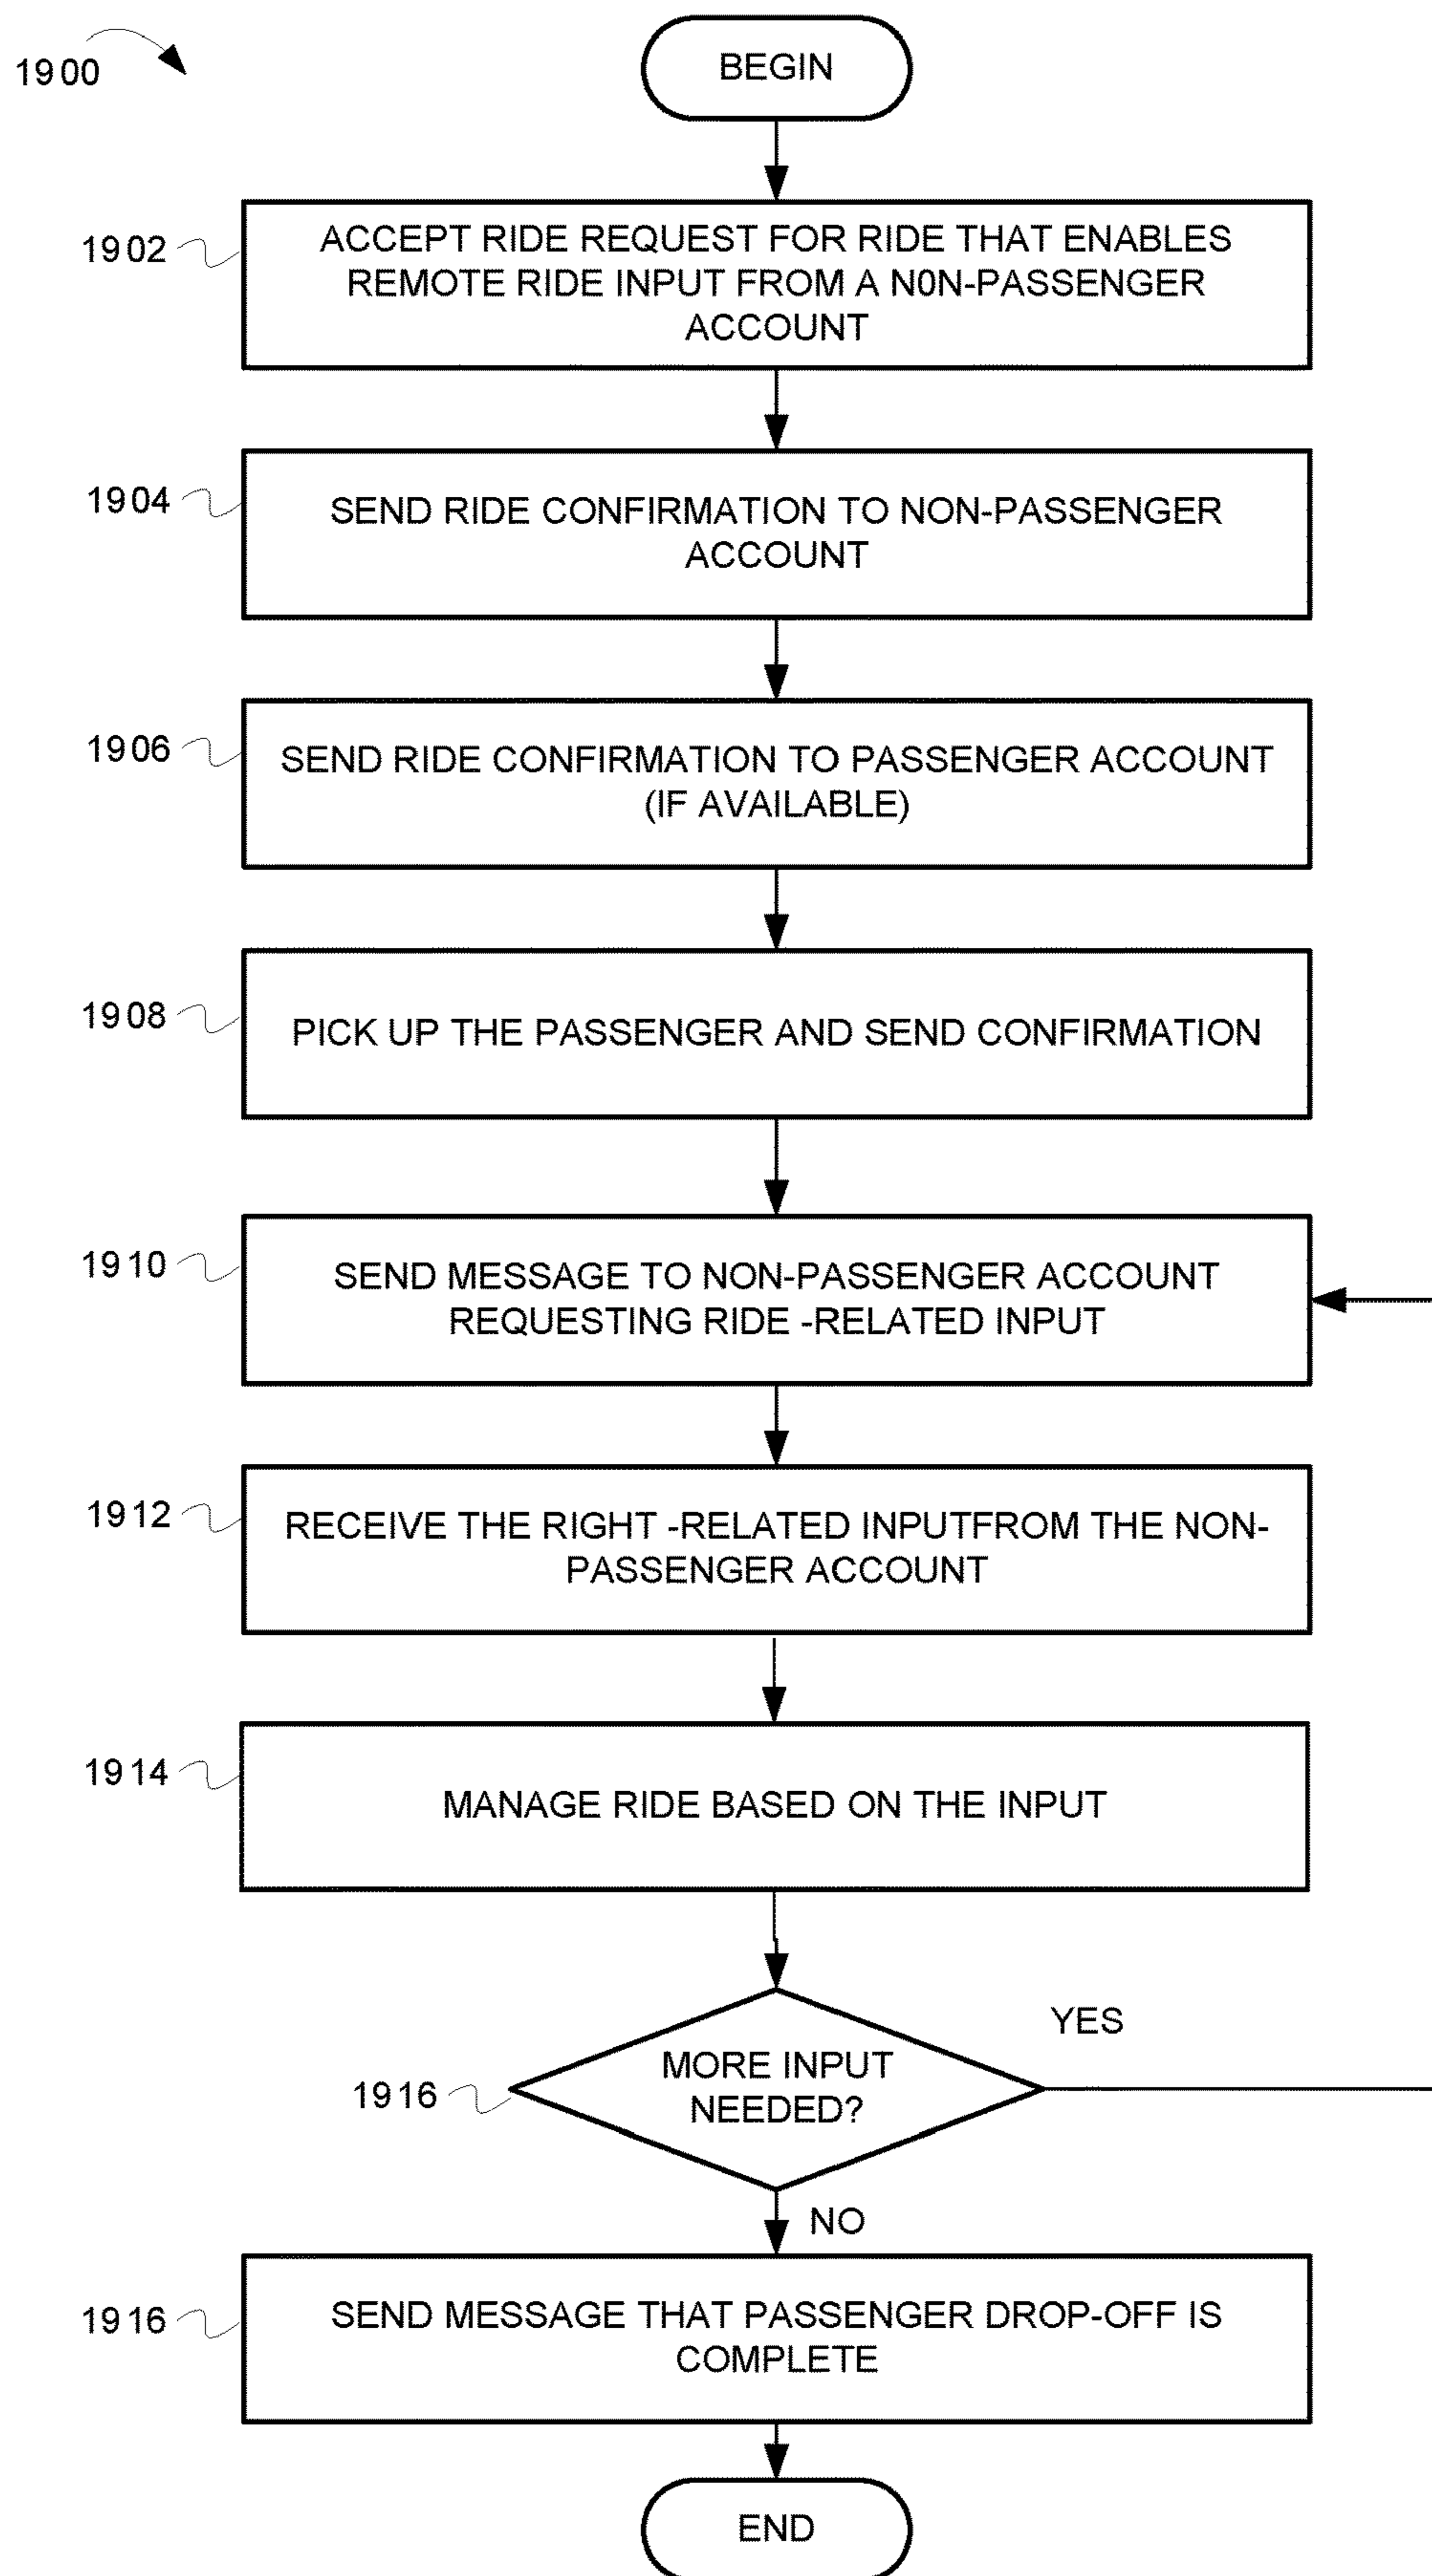 1900
BEGIN
1902
ACCEPT RIDE REQUEST FOR RIDE THAT ENABLES
REMOTE RIDE INPUT FROM A N0N-PASSENGER
ACCOUNT
1904
SEND RIDE CONFIRMATION TO NON-PASSENGER
ACCOUNT
1906
SEND RIDE CONFIRMATION TO PASSENGER ACCOUNT
(IF AVAILABLE)
1908
PICK UP THE PASSENGER AND SEND CONFIRMATION
1910
SEND MESSAGE TO NON-PASSENGER ACCOUNT
REQUESTING RIDE -RELATED INPUT
1912
RECEIVE THE RIGHT -RELATED INPUTFROM THE NON-
PASSENGER ACCOUNT
1914
MANAGE RIDE BASED ON THE INPUT
YES
1916
MORE INPUT
NEEDED?
NO
1916
SEND MESSAGE THAT PASSENGER DROP-OFF IS
COMPLETE
END